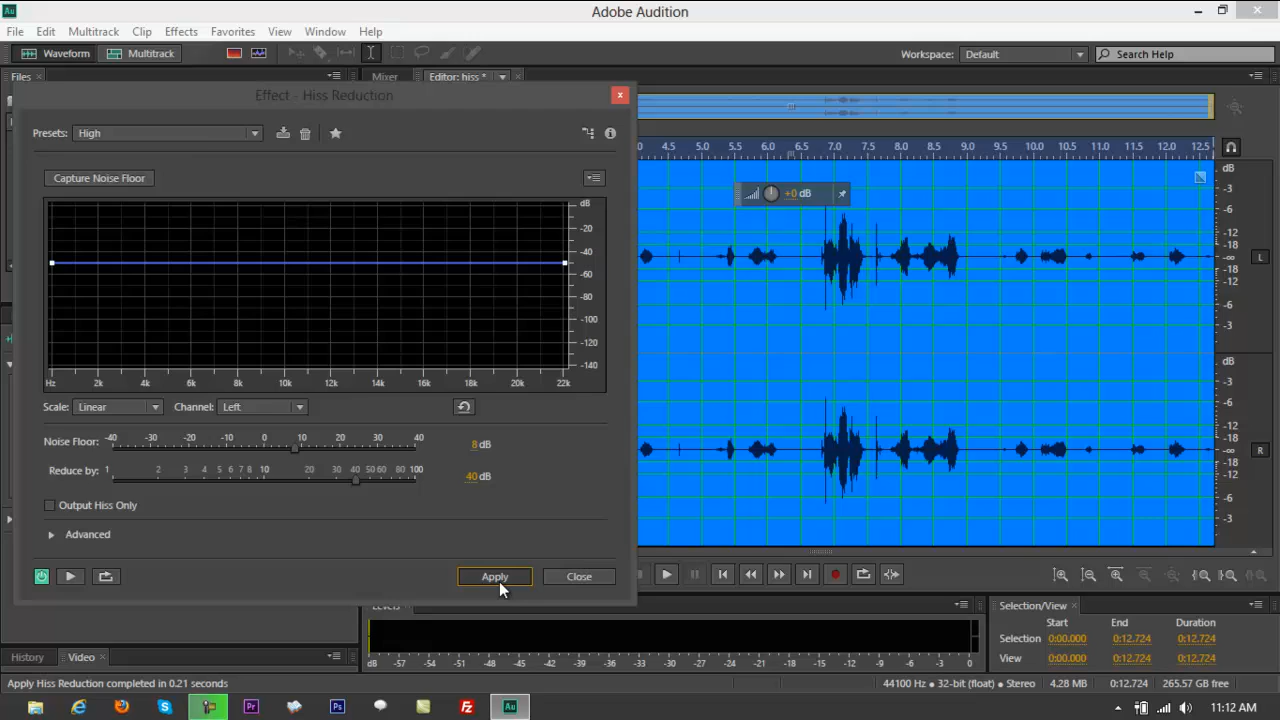 Au
Adobe Audition
File Edit Multitrack Clip Effects Favorites View Window Help
Waveform Multitrack Workspace: Default Search Help
Files × Mixer Editor: hiss * ×
Effect - Hiss Reduction x
Presets: High
Capture Noise Floor
dB
-20
-40
-60
-80
-100
-120
-140
Hz 2k 4k 6k 8k 10k 12k 14k 16k 18k 20k 22k
Scale: Linear Channel: Left
Noise Floor: -40 -30 -20 -10 0 10 20 30 40 8 dB
Reduce by: 1 2 3 4 5 6 7 8 10 20 30 40 50 60 80 100 40 dB
Output Hiss Only
Advanced
Apply Close
0 4.5 5.0 5.5 6.0 6.5 7.0 7.5 8.0 8.5 9.0 9.5 10.0 10.5 11.0 11.5 12.0 12.5
+0 dB
dB
-3
-6
-12
-18
-∞
-18
-12
-6
-3
L
dB
-3
-6
-12
-18
-∞
-18
-12
-6
-3
R
Levels
dB -57 -54 -51 -48 -45 -42 -39 -36 -33 -30 -27 -24 -21 -18 -15 -12 -9 -6 -3 0
Selection/View ×
Start End Duration
Selection 0:00.000 0:12.724 0:12.724
View 0:00.000 0:12.724 0:12.724
History Video ×
Apply Hiss Reduction completed in 0.21 seconds
44100 Hz • 32-bit (float) • Stereo 4.28 MB 0:12.724 265.57 GB free
Pr Ps Fz Au
11:12 AM